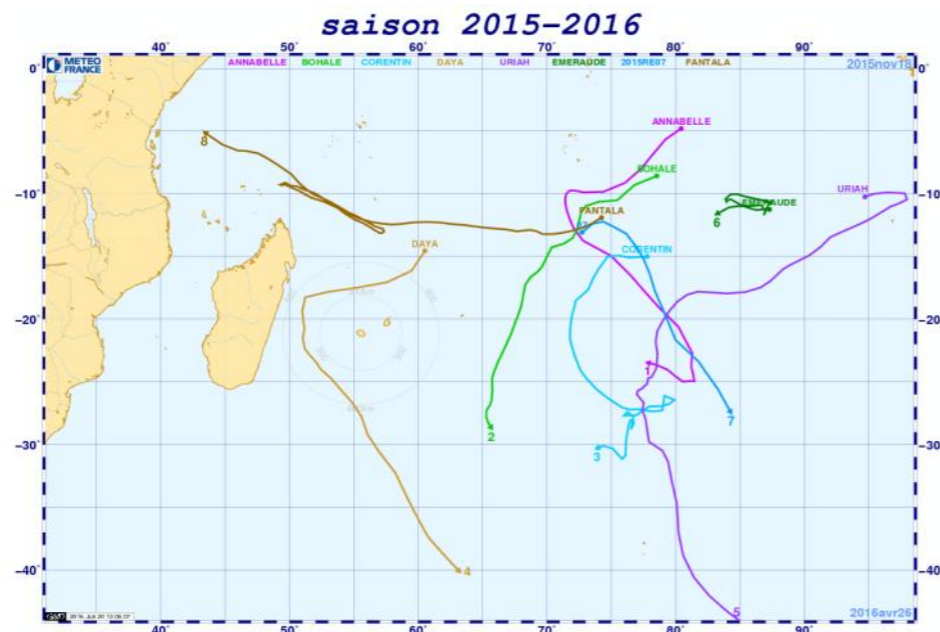 saison 2015-2016
40° 50° 60° 70° 80° 90°
METEO FRANCE
ANNABELLE BOHALE CORENTIN DAYA URIAH EMERAUDE 2015RE07 FANTALA
0° 2015nov18 0°
ANNABELLE
8
BOHALE
URIAH
-10° -10°
EMERAUDE
FANTALA
6
CORENTIN
DAYA
-20° -20°
1
7
2
-30° 3 -30°
-40° 4 -40°
5
2016avr26
40° 50° 60° 70° 80° 90°